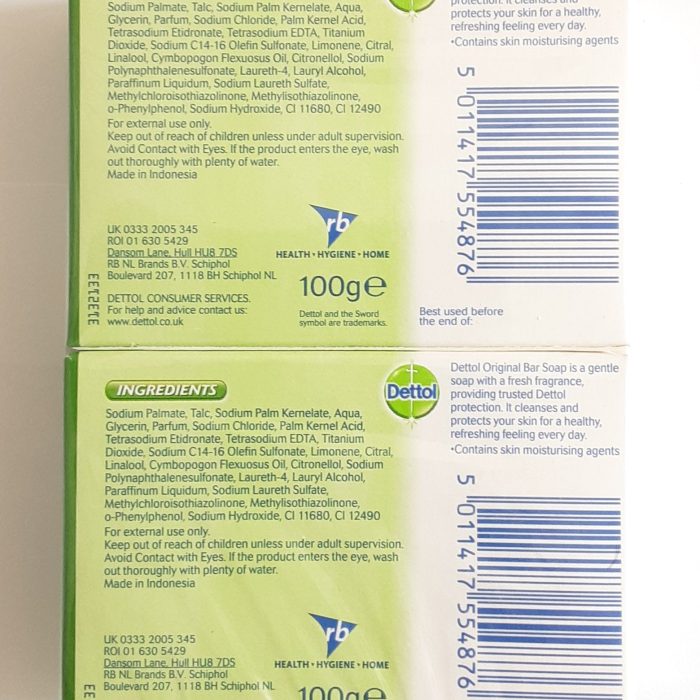 Sodium Palmate, Talc, Sodium Palm Kernelate, Aqua,
Glycerin, Parfum, Sodium Chloride, Palm Kernel Acid,
Tetrasodium Etidronate, Tetrasodium EDTA, Titanium
Dioxide, Sodium C14-16 Olefin Sulfonate, Limonene, Citral,
Linalool, Cymbopogon Flexuosus Oil, Citronellol, Sodium
Polynaphthalenesulfonate, Laureth-4, Lauryl Alcohol,
Paraffinum Liquidum, Sodium Laureth Sulfate,
Methylchloroisothiazolinone, Methylisothiazolinone,
o-Phenylphenol, Sodium Hydroxide, CI 11680, CI 12490
For external use only.
Keep out of reach of children unless under adult supervision.
Avoid Contact with Eyes. If the product enters the eye, wash
out thoroughly with plenty of water.
Made in Indonesia
protection. It cleanses and
protects your skin for a healthy,
refreshing feeling every day.
•Contains skin moisturising agents
5 011417 554876
UK 0333 2005 345
ROI 01 630 5429
Dansom Lane, Hull HU8 7DS
RB NL Brands B.V. Schiphol
Boulevard 207, 1118 BH Schiphol NL
DETTOL CONSUMER SERVICES.
For help and advice contact us:
www.dettol.co.uk
rb
HEALTH • HYGIENE • HOME
100g℮
Dettol and the Sword
symbol are trademarks.
Best used before
the end of:
INGREDIENTS
Sodium Palmate, Talc, Sodium Palm Kernelate, Aqua,
Glycerin, Parfum, Sodium Chloride, Palm Kernel Acid,
Tetrasodium Etidronate, Tetrasodium EDTA, Titanium
Dioxide, Sodium C14-16 Olefin Sulfonate, Limonene, Citral,
Linalool, Cymbopogon Flexuosus Oil, Citronellol, Sodium
Polynaphthalenesulfonate, Laureth-4, Lauryl Alcohol,
Paraffinum Liquidum, Sodium Laureth Sulfate,
Methylchloroisothiazolinone, Methylisothiazolinone,
o-Phenylphenol, Sodium Hydroxide, CI 11680, CI 12490
For external use only.
Keep out of reach of children unless under adult supervision.
Avoid Contact with Eyes. If the product enters the eye, wash
out thoroughly with plenty of water.
Made in Indonesia
Dettol
Dettol Original Bar Soap is a gentle
soap with a fresh fragrance,
providing trusted Dettol
protection. It cleanses and
protects your skin for a healthy,
refreshing feeling every day.
•Contains skin moisturising agents
5 011417 554876
UK 0333 2005 345
ROI 01 630 5429
Dansom Lane, Hull HU8 7DS
RB NL Brands B.V. Schiphol
Boulevard 207, 1118 BH Schiphol NL
rb
HEALTH • HYGIENE • HOME
100g℮